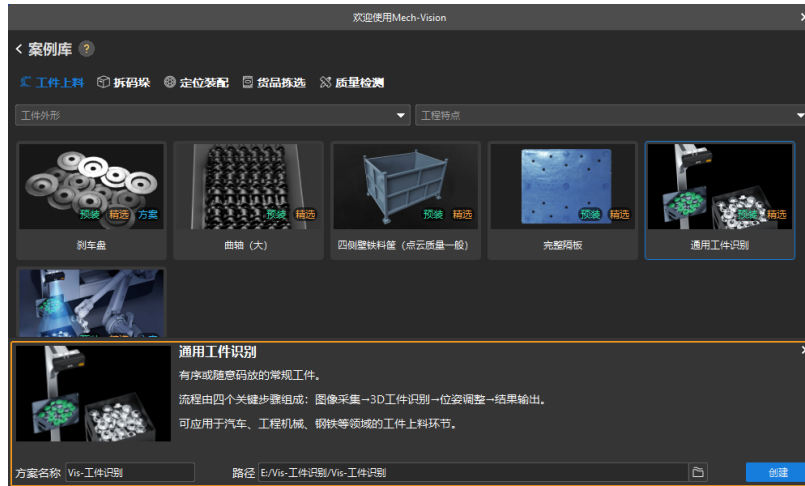 欢迎使用Mech-Vision
< 案例库 ?
工件上料 拆码垛 定位装配 货品拣选 质量检测
工件外形 工程特点
预装 精选 方案 预装 精选 预装 精选 预装 精选 预装 精选
刹车盘 曲轴（大） 四侧壁铁料筐（点云质量一般） 完整隔板 通用工件识别
通用工件识别
有序或随意码放的常规工件。
流程由四个关键步骤组成：图像采集→3D工件识别→位姿调整→结果输出。
可应用于汽车、工程机械、钢铁等领域的工件上料环节。
方案名称 Vis-工件识别 路径 E:/Vis-工件识别/Vis-工件识别 创建